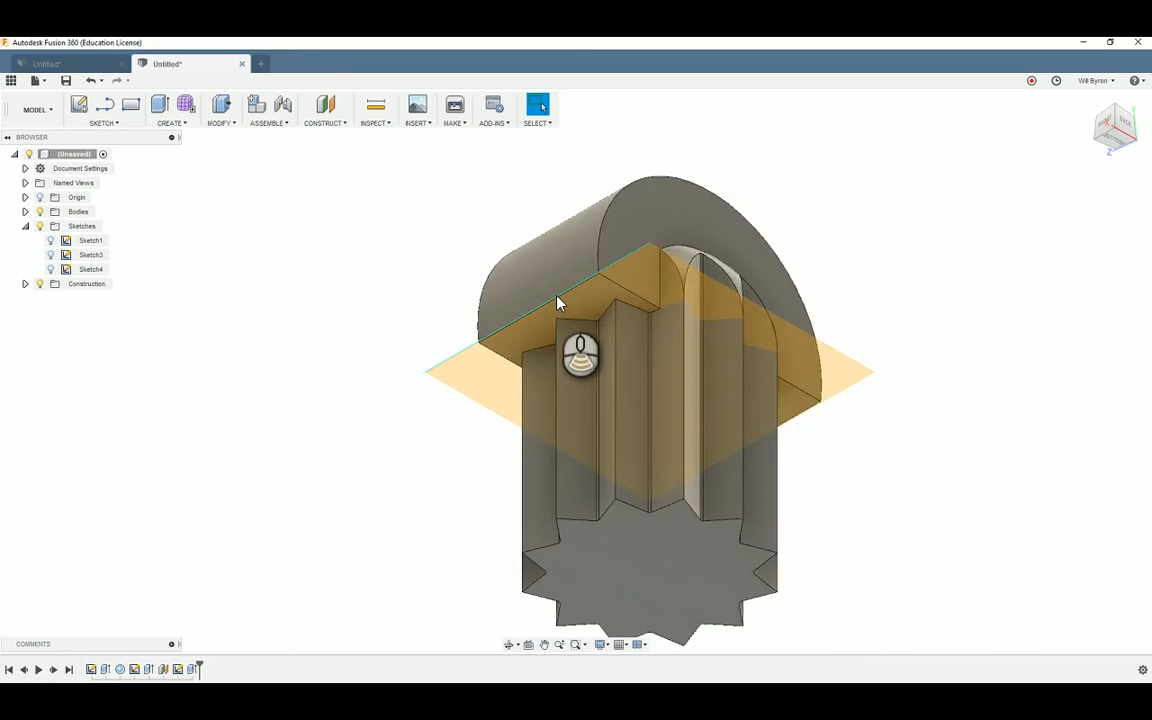 Autodesk Fusion 360 (Education License)
Untitled*
Untitled*
Will Byron
MODEL
SKETCH
CREATE
MODIFY
ASSEMBLE
CONSTRUCT
INSPECT
INSERT
MAKE
ADD-INS
SELECT
BROWSER
(Unsaved)
Document Settings
Named Views
Origin
Bodies
Sketches
Sketch1
Sketch3
Sketch4
Construction
Y
BACK
BOTTOM
Z
COMMENTS